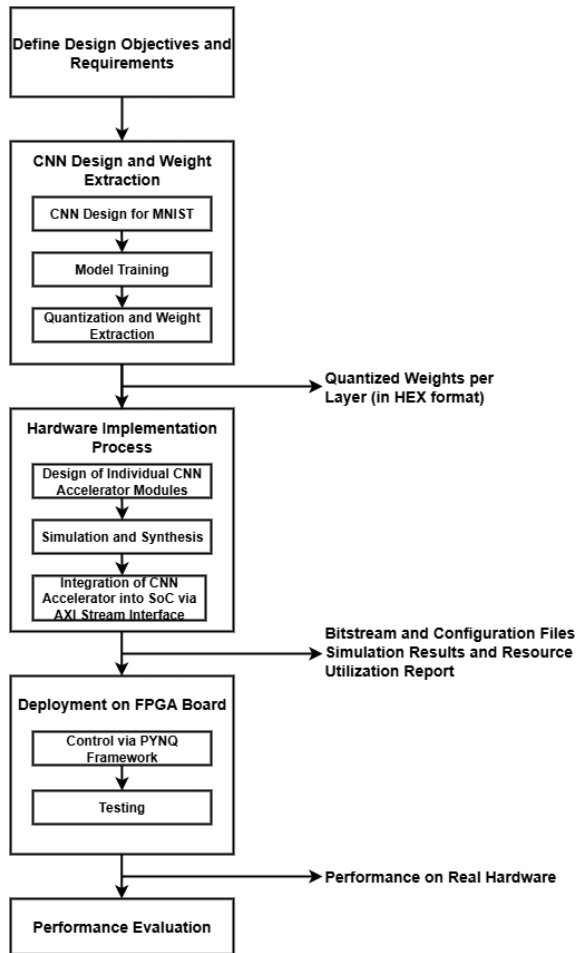 Define Design Objectives and
Requirements
CNN Design and Weight
Extraction
CNN Design for MNIST
Model Training
Quantization and Weight
Extraction
Quantized Weights per
Layer (in HEX format)
Hardware Implementation
Process
Design of Individual CNN
Accelerator Modules
Simulation and Synthesis
Integration of CNN
Accelerator into SoC via
AXI Stream Interface
Bitstream and Configuration Files
Simulation Results and Resource
Utilization Report
Deployment on FPGA Board
Control via PYNQ
Framework
Testing
Performance on Real Hardware
Performance Evaluation